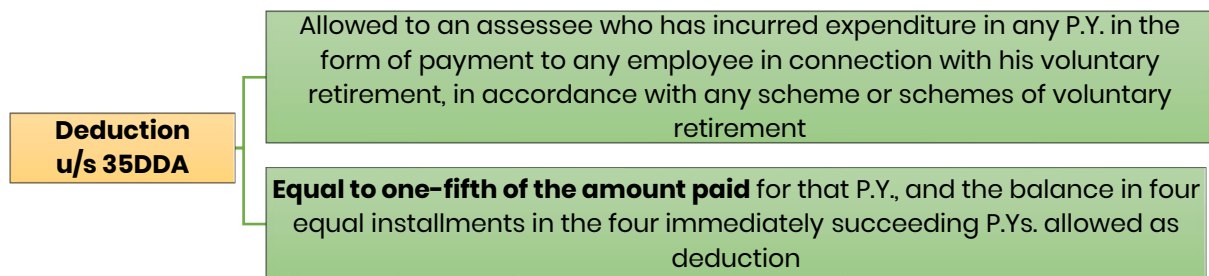 Deduction
u/s 35DDA
Allowed to an assessee who has incurred expenditure in any P.Y. in the
form of payment to any employee in connection with his voluntary
retirement, in accordance with any scheme or schemes of voluntary
retirement
Equal to one-fifth of the amount paid for that P.Y., and the balance in four
equal installments in the four immediately succeeding P.Ys. allowed as
deduction